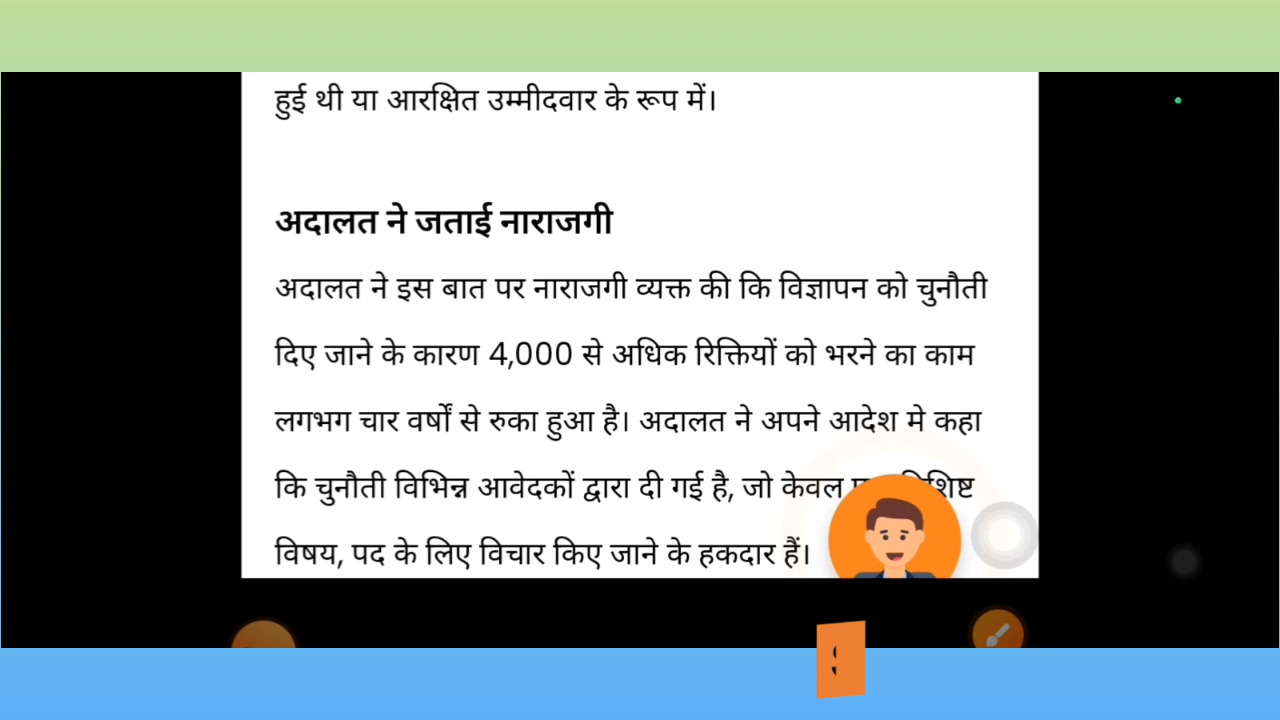 हुई थी या आरक्षित उम्मीदवार के रूप में।
अदालत ने जताई नाराजगी
अदालत ने इस बात पर नाराजगी व्यक्त की कि विज्ञापन को चुनौती
दिए जाने के कारण 4,000 से अधिक रिक्तियों को भरने का काम
लगभग चार वर्षों से रुका हुआ है। अदालत ने अपने आदेश मे कहा
कि चुनौती विभिन्न आवेदकों द्वारा दी गई है, जो केवल
विषय, पद के लिए विचार किए जाने के हकदार हैं।